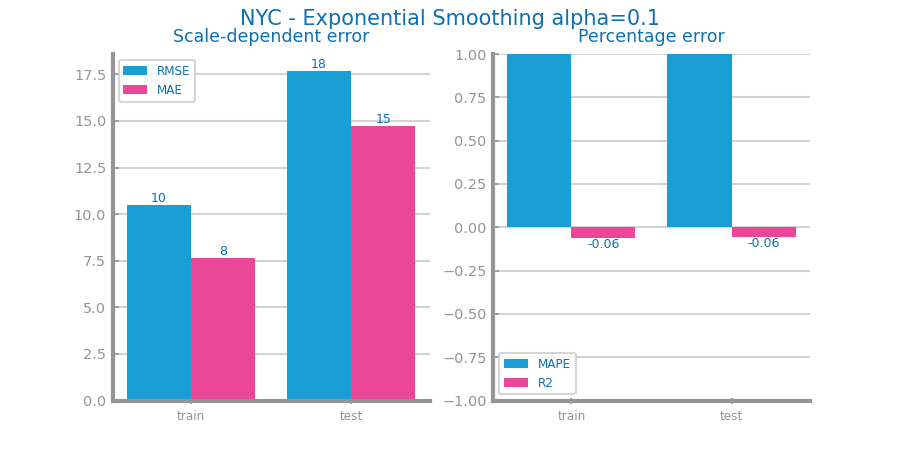 NYC - Exponential Smoothing alpha=0.1
Scale-dependent error
17.5
15.0
12.5
10.0
7.5
5.0
2.5
0.0
RMSE
MAE
10
8
18
15
train
test
Percentage error
1.00
0.75
0.50
0.25
0.00
−0.25
−0.50
−0.75
−1.00
-0.06
-0.06
MAPE
R2
train
test